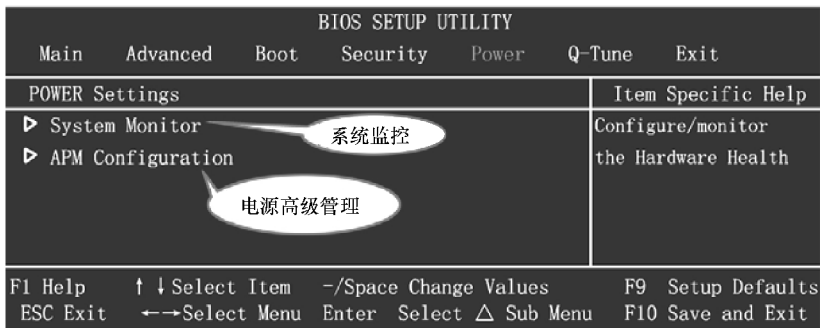 BIOS SETUP UTILITY
Main Advanced Boot Security Power Q-Tune Exit
POWER Settings Item Specific Help
▷ System Monitor 系统监控 Configure/monitor
▷ APM Configuration the Hardware Health
电源高级管理
F1 Help ↑↓Select Item -/Space Change Values F9 Setup Defaults
ESC Exit ←→Select Menu Enter Select △ Sub Menu F10 Save and Exit